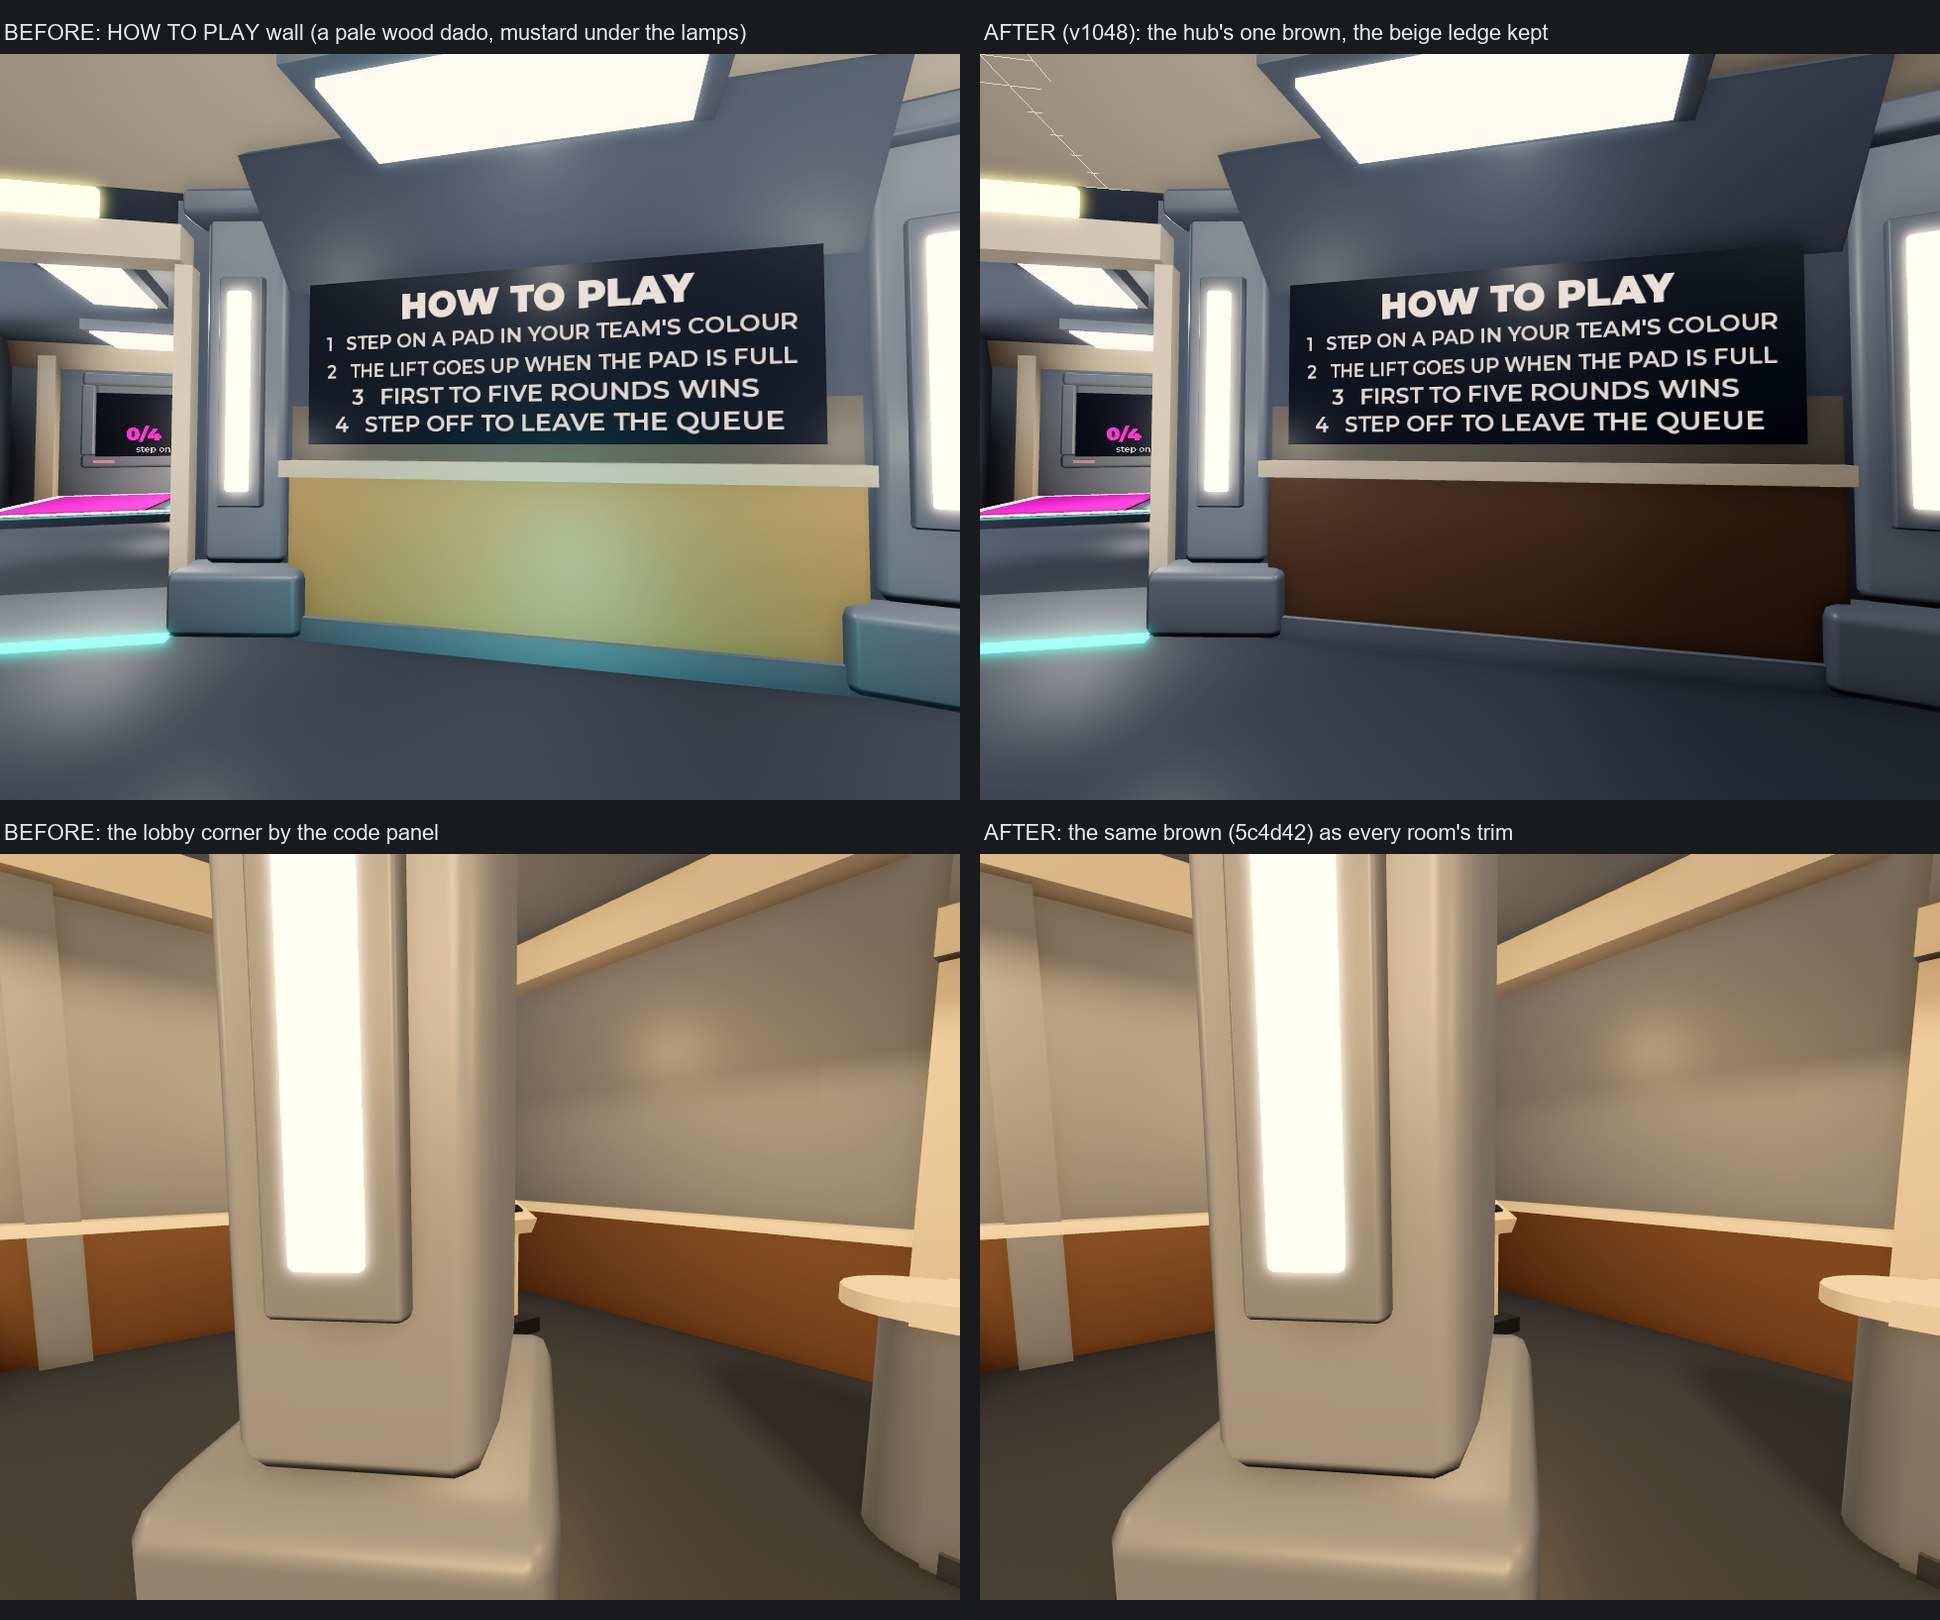 BEFORE: HOW TO PLAY wall (a pale wood dado, mustard under the lamps)
AFTER (v1048): the hub's one brown, the beige ledge kept
HOW TO PLAY
1 STEP ON A PAD IN YOUR TEAM'S COLOUR
2 THE LIFT GOES UP WHEN THE PAD IS FULL
3 FIRST TO FIVE ROUNDS WINS
4 STEP OFF TO LEAVE THE QUEUE
0/4
step on
HOW TO PLAY
1 STEP ON A PAD IN YOUR TEAM'S COLOUR
2 THE LIFT GOES UP WHEN THE PAD IS FULL
3 FIRST TO FIVE ROUNDS WINS
4 STEP OFF TO LEAVE THE QUEUE
0/4
step on
BEFORE: the lobby corner by the code panel
AFTER: the same brown (5c4d42) as every room's trim